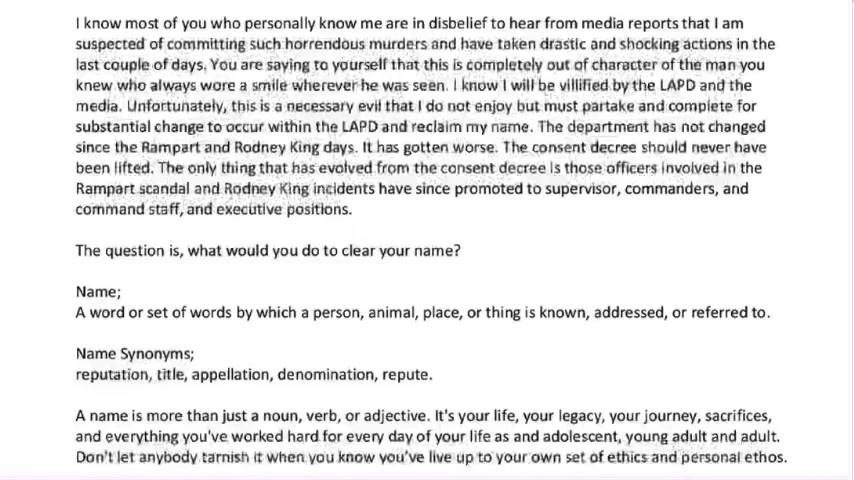 I know most of you who personally know me are in disbelief to hear from media reports that I am
suspected of committing such horrendous murders and have taken drastic and shocking actions in the
last couple of days. You are saying to yourself that this is completely out of character of the man you
knew who always wore a smile wherever he was seen. I know I will be villified by the LAPD and the
media. Unfortunately, this is a necessary evil that I do not enjoy but must partake and complete for
substantial change to occur within the LAPD and reclaim my name. The department has not changed
since the Rampart and Rodney King days. It has gotten worse. The consent decree should never have
been lifted. The only thing that has evolved from the consent decree is those officers involved in the
Rampart scandal and Rodney King incidents have since promoted to supervisor, commanders, and
command staff, and executive positions.
The question is, what would you do to clear your name?
Name;
A word or set of words by which a person, animal, place, or thing is known, addressed, or referred to.
Name Synonyms;
reputation, title, appellation, denomination, repute.
A name is more than just a noun, verb, or adjective. It's your life, your legacy, your journey, sacrifices,
and everything you've worked hard for every day of your life as and adolescent, young adult and adult.
Don't let anybody tarnish it when you know you've live up to your own set of ethics and personal ethos.